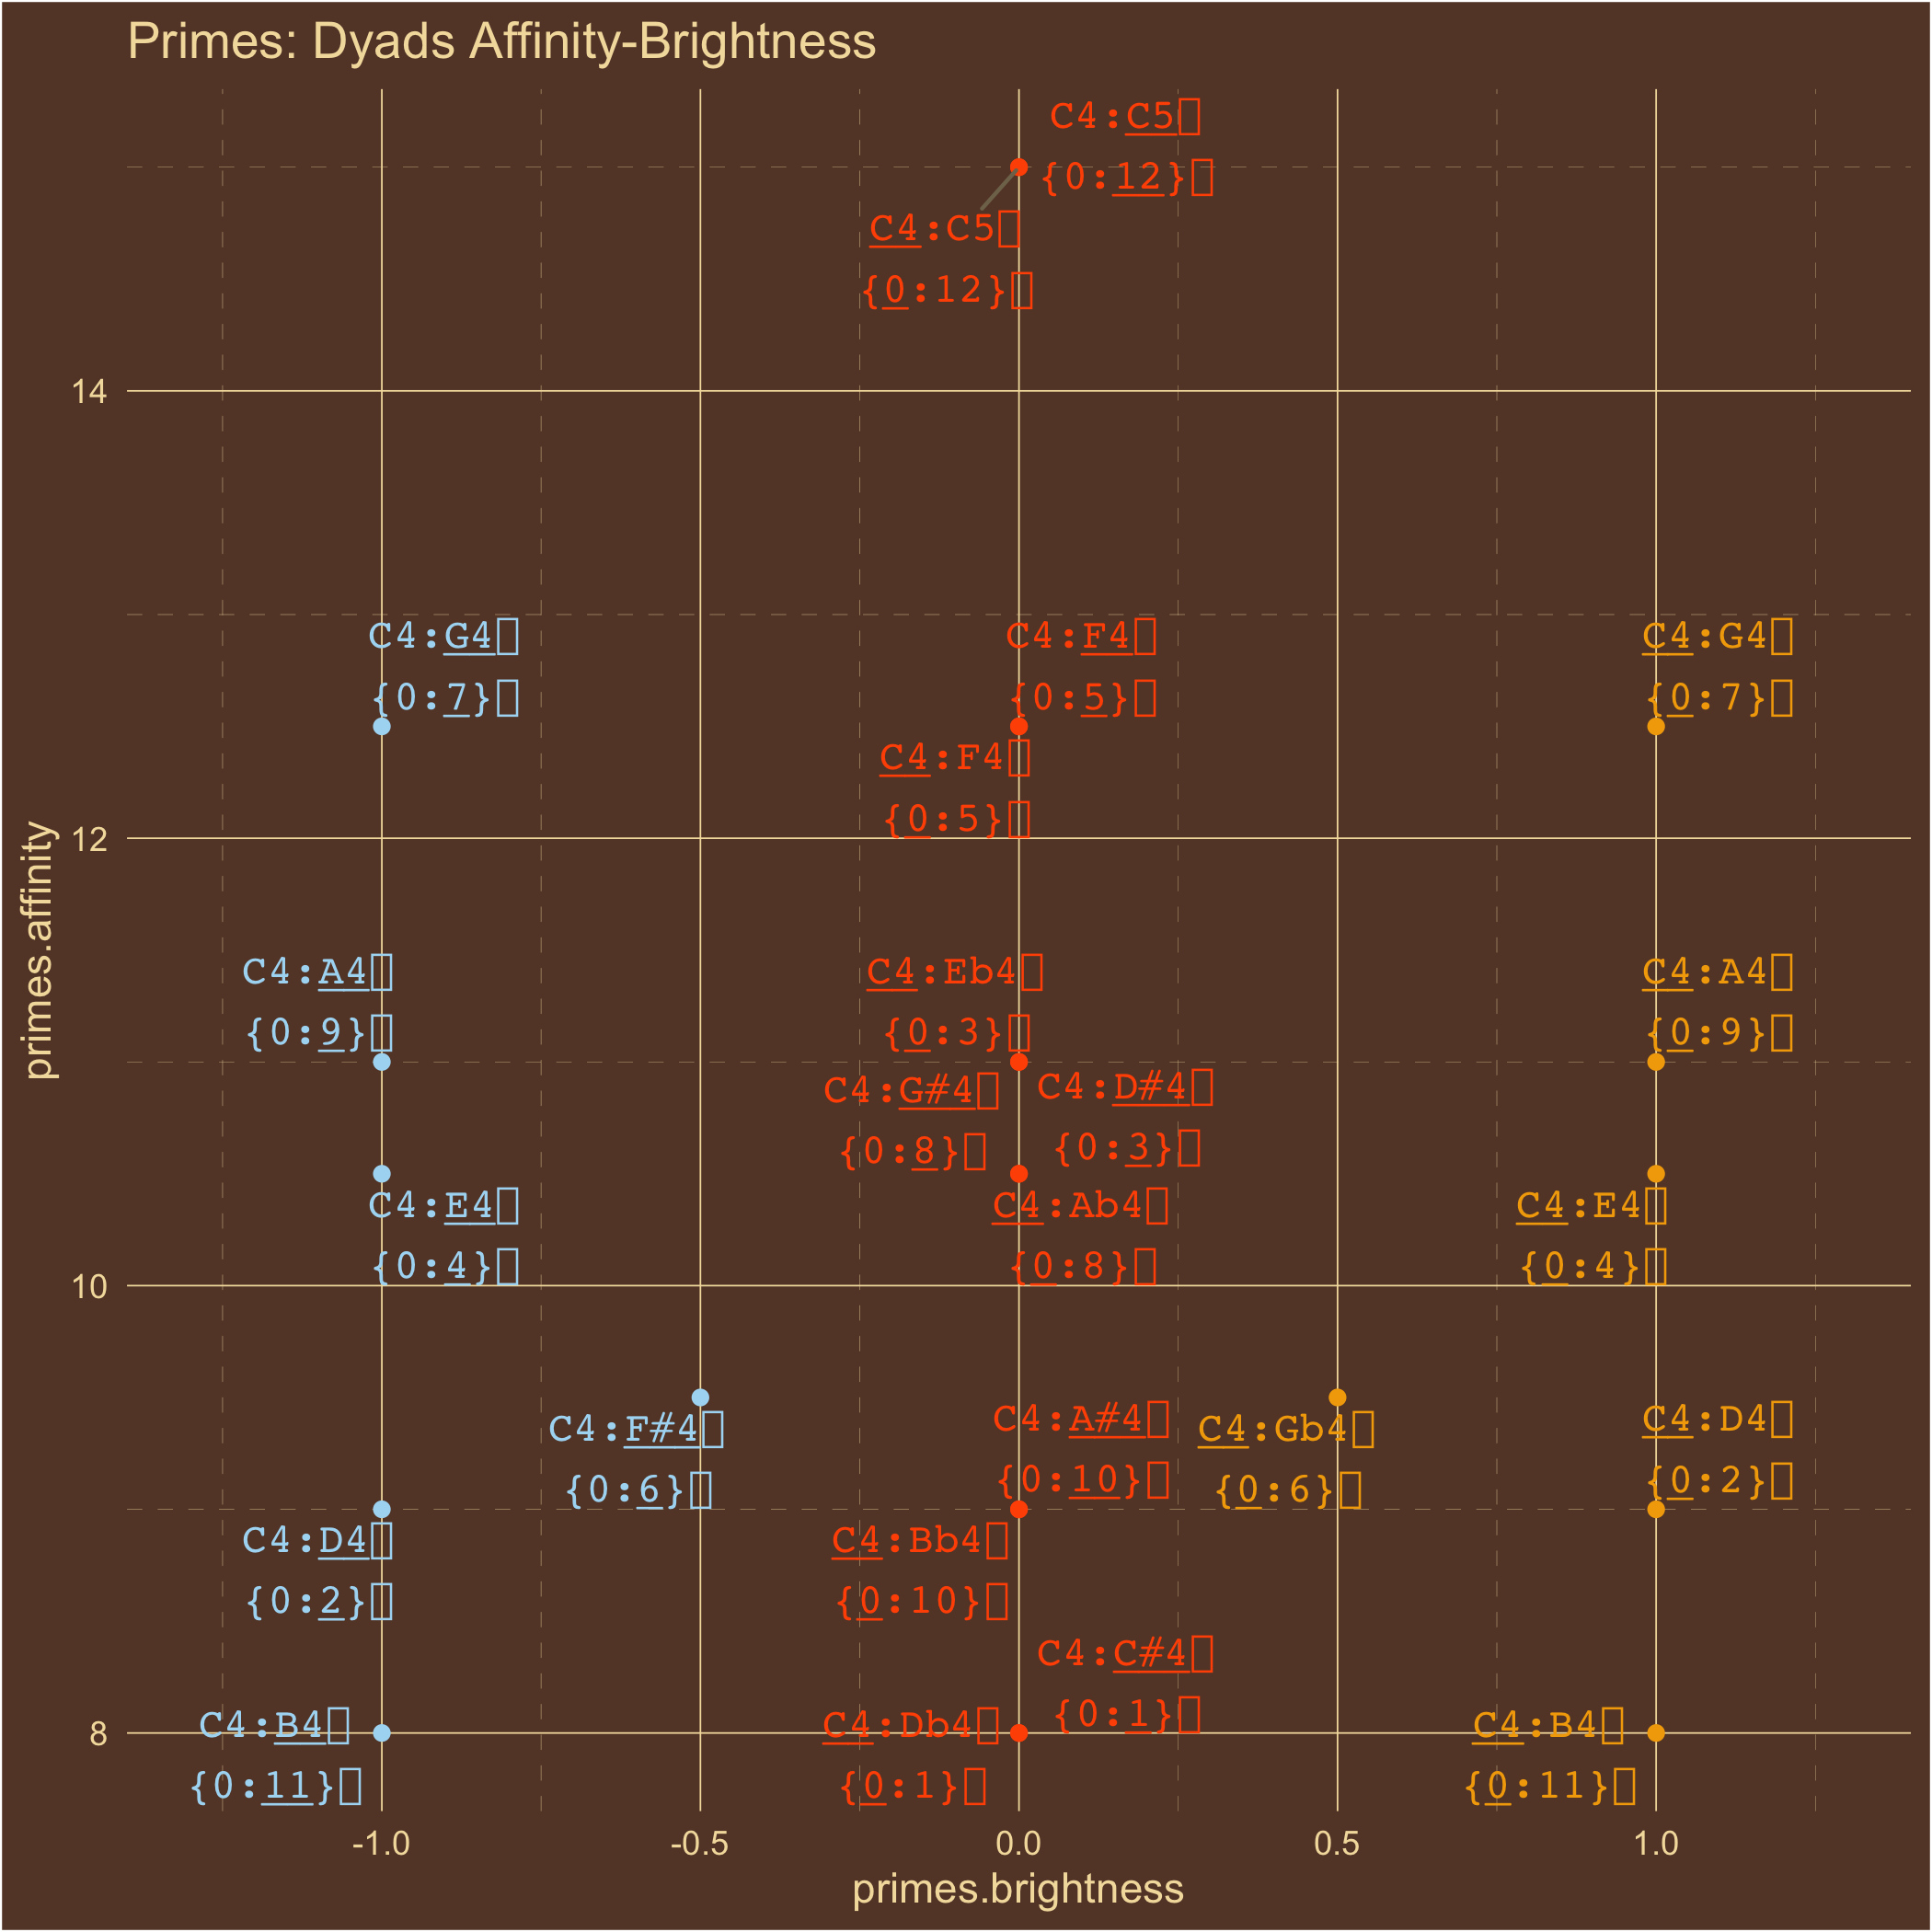 Primes: Dyads Affinity-Brightness
C4:C5
{0:12}
C4:C5
{0:12}
14
C4:G4
{0:7}
C4:F4
{0:5}
C4:G4
{0:7}
C4:F4
{0:5}
12
primes.affinity
C4:A4
{0:9}
C4:Eb4
{0:3}
C4:A4
{0:9}
C4:G#4
{0:8}
C4:D#4
{0:3}
C4:E4
{0:4}
C4:Ab4
{0:8}
C4:E4
{0:4}
10
C4:F#4
{0:6}
C4:A#4
{0:10}
C4:Gb4
{0:6}
C4:D4
{0:2}
C4:D4
{0:2}
C4:Bb4
{0:10}
C4:C#4
{0:1}
8
C4:B4
{0:11}
C4:Db4
{0:1}
C4:B4
{0:11}
-1.0
-0.5
0.0
0.5
1.0
primes.brightness